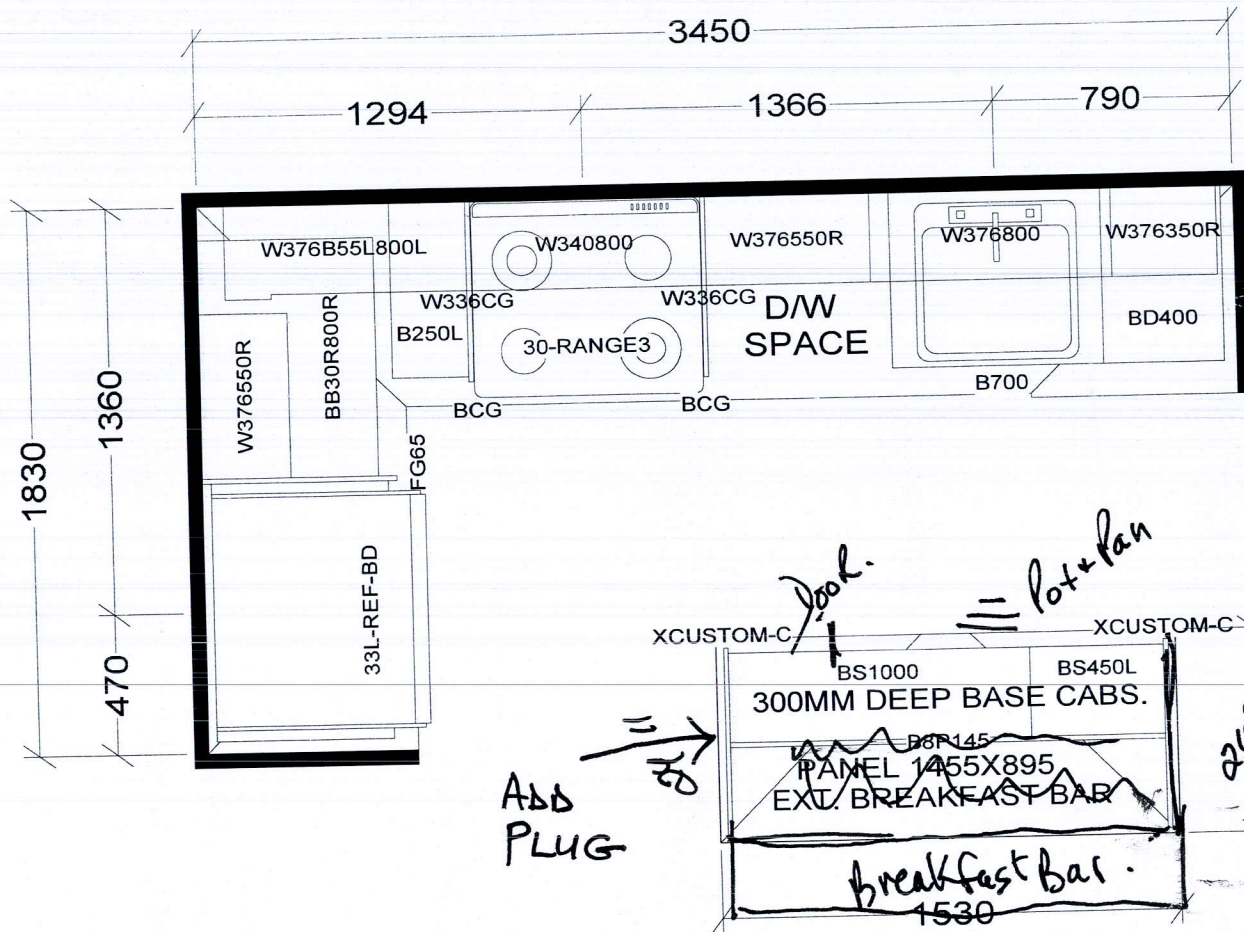 3450
1294
1366
790
W376B55L800L
W340800
W376550R
W376800
W376350R
W336CG
W336CG
B250L
30-RANGE3
D/W
SPACE
BD400
B700
BCG
BCG
W376550R
BB30R800R
FG65
1830
1360
470
33L-REF-BD
Door.
Pot + Pan
XCUSTOM-C
XCUSTOM-C
BS1000
BS450L
300MM DEEP BASE CABS.
PANEL 1455X895
EXT. BREAKFAST BAR
ADD
PLUG
Breakfast Bar.
1530